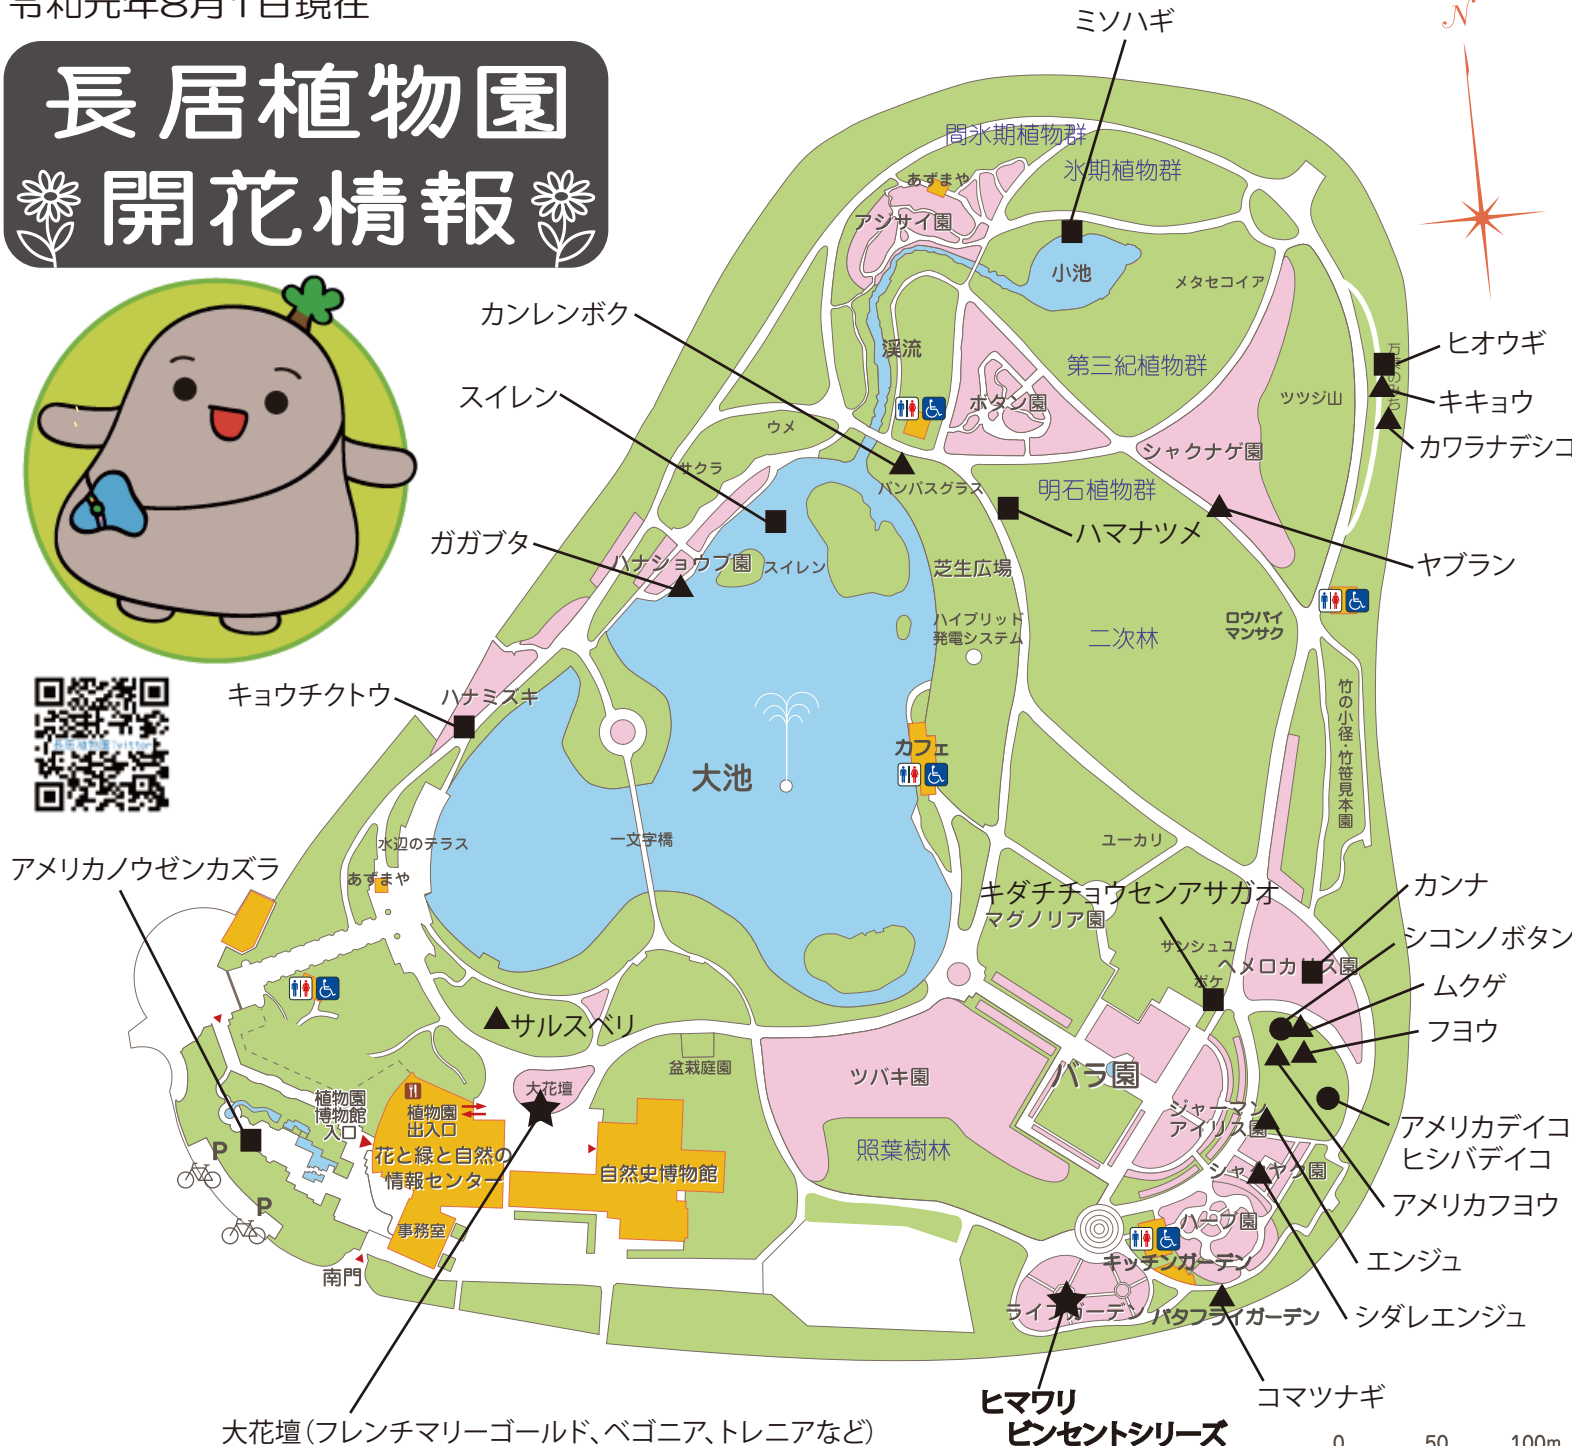 令和元年8月1日現在
長居植物園
開花情報
N
ミソハギ
間氷期植物群
氷期植物群
あずまや
アジサイ園
小池
メタセコイア
カンレンボク
渓流
第三紀植物群
ヒオウギ
スイレン
ボタン園
ツツジ山
キキョウ
カワラナデシコ
ウメ
シャクナゲ園
サクラ
パンパスグラス
明石植物群
ハマナツメ
ガガブタ
ハナショウブ園
スイレン
芝生広場
ヤブラン
ハイブリッド
発電システム
二次林
ロウバイ
マンサク
キョウチクトウ
ハナミズキ
長居植物園Twitter
竹の小径・竹笹見本園
カフェ
大池
水辺のテラス
一文字橋
ユーカリ
アメリカノウゼンカズラ
あずまや
キダチチョウセンアサガオ
マグノリア園
カンナ
サンシュユ
シコンノボタン
ヘメロカリス園
ボケ
ムクゲ
サルスベリ
フヨウ
盆栽庭園
ツバキ園
バラ園
大花壇
植物園
博物館
入口
植物園
出入口
ジャーマン
アイリス園
アメリカデイコ
ヒシバデイコ
P
花と緑と自然の
情報センター
自然史博物館
照葉樹林
シャクヤク園
アメリカフヨウ
P
事務室
ハーブ園
南門
キッチンガーデン
エンジュ
ライフガーデン
バタフライガーデン
シダレエンジュ
コマツナギ
ヒマワリ
ビンセントシリーズ
大花壇(フレンチマリーゴールド、ベゴニア、トレニアなど)
0 50 100m